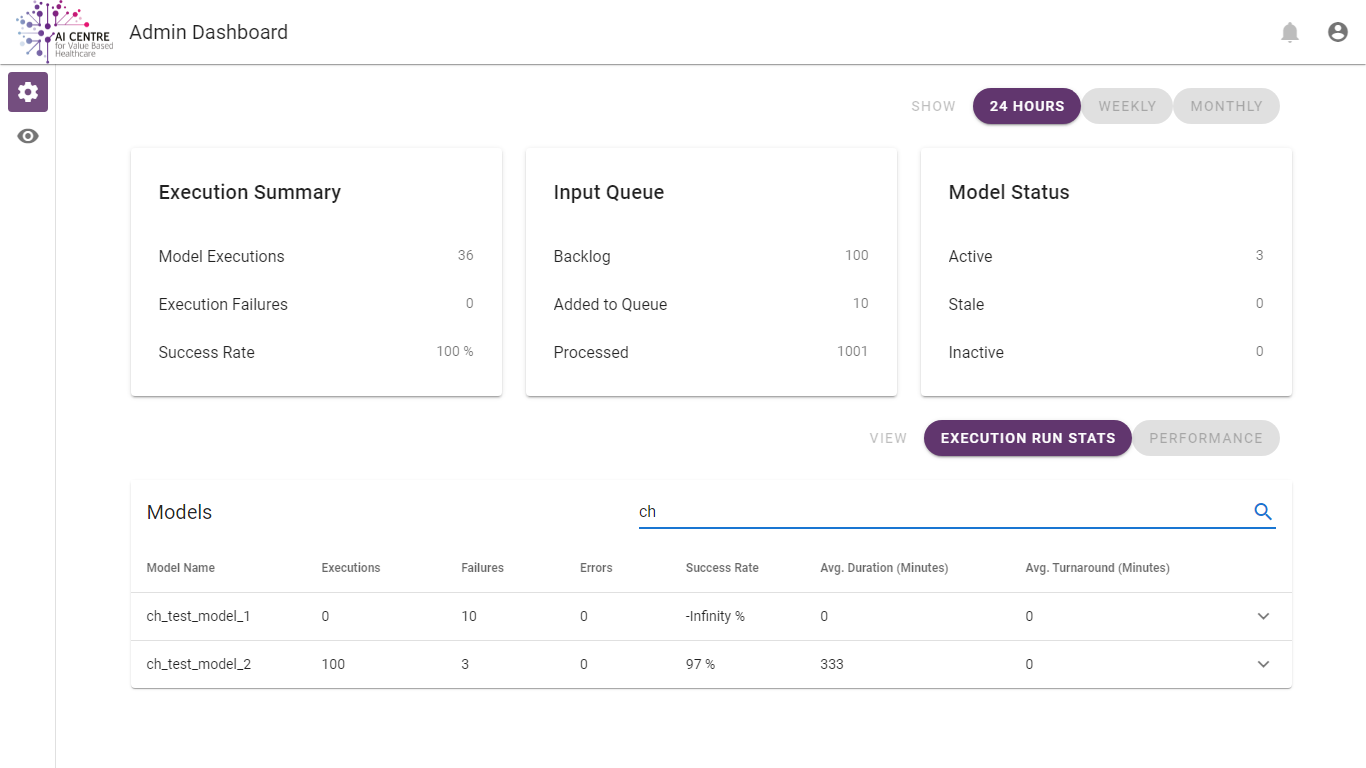 AI CENTRE
for Value Based
Healthcare
Admin Dashboard
SHOW 24 HOURS WEEKLY MONTHLY
Execution Summary
Model Executions 36
Execution Failures 0
Success Rate 100 %
Input Queue
Backlog 100
Added to Queue 10
Processed 1001
Model Status
Active 3
Stale 0
Inactive 0
VIEW EXECUTION RUN STATS PERFORMANCE
Models ch
Model Name Executions Failures Errors Success Rate Avg. Duration (Minutes) Avg. Turnaround (Minutes)
ch_test_model_1 0 10 0 -Infinity % 0 0
ch_test_model_2 100 3 0 97 % 333 0